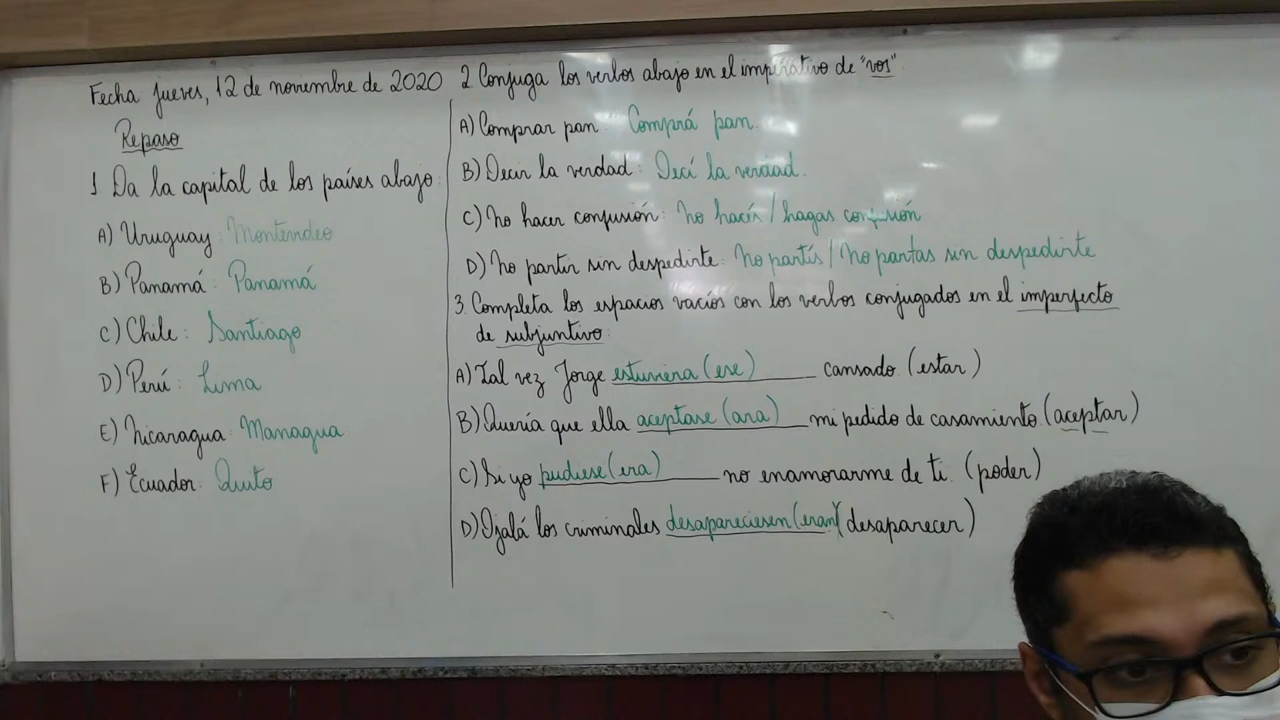 Fecha jueves, 12 de noviembre de 2020
Repaso
1 Da la capital de los países abajo:
A) Uruguay: Montevideo
B) Panamá: Panamá
C) Chile: Santiago
D) Perú: Lima
E) Nicaragua: Managua
F) Ecuador: Quito
2 Conjuga los verbos abajo en el imperativo de "vos".
A) Comprar pan: Comprá pan.
B) Decir la verdad: Decí la verdad.
C) No hacer confusión: No hacés / hagas confusión
D) No partir sin despedirte: No partís / No partas sin despedirte
3. Completa los espacios vacíos con los verbos conjugados en el imperfecto
de subjuntivo:
A) Tal vez Jorge estuviera (ese) cansado. (estar)
B) Quería que ella aceptase (ara) mi pedido de casamiento. (aceptar)
C) Si yo pudiese (era) no enamorarme de ti. (poder)
D) Ojalá los criminales desapareciesen (eran) (desaparecer)